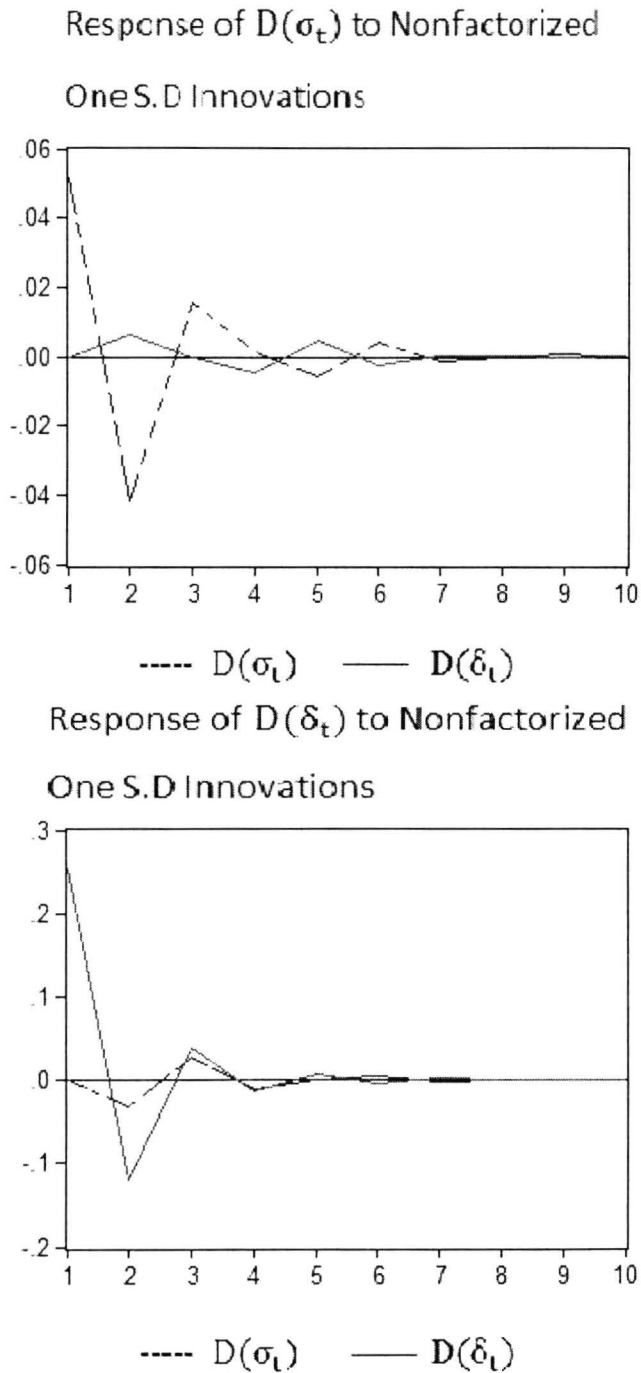 Response of D(σₜ) to Nonfactorized
One S.D Innovations
.06
.04
.02
.00
-.02
-.04
-.06
1 2 3 4 5 6 7 8 9 10
----- D(σₜ) —— D(δₜ)
Response of D(δₜ) to Nonfactorized
One S.D Innovations
.3
.2
.1
.0
-.1
-.2
1 2 3 4 5 6 7 8 9 10
----- D(σₜ) —— D(δₜ)